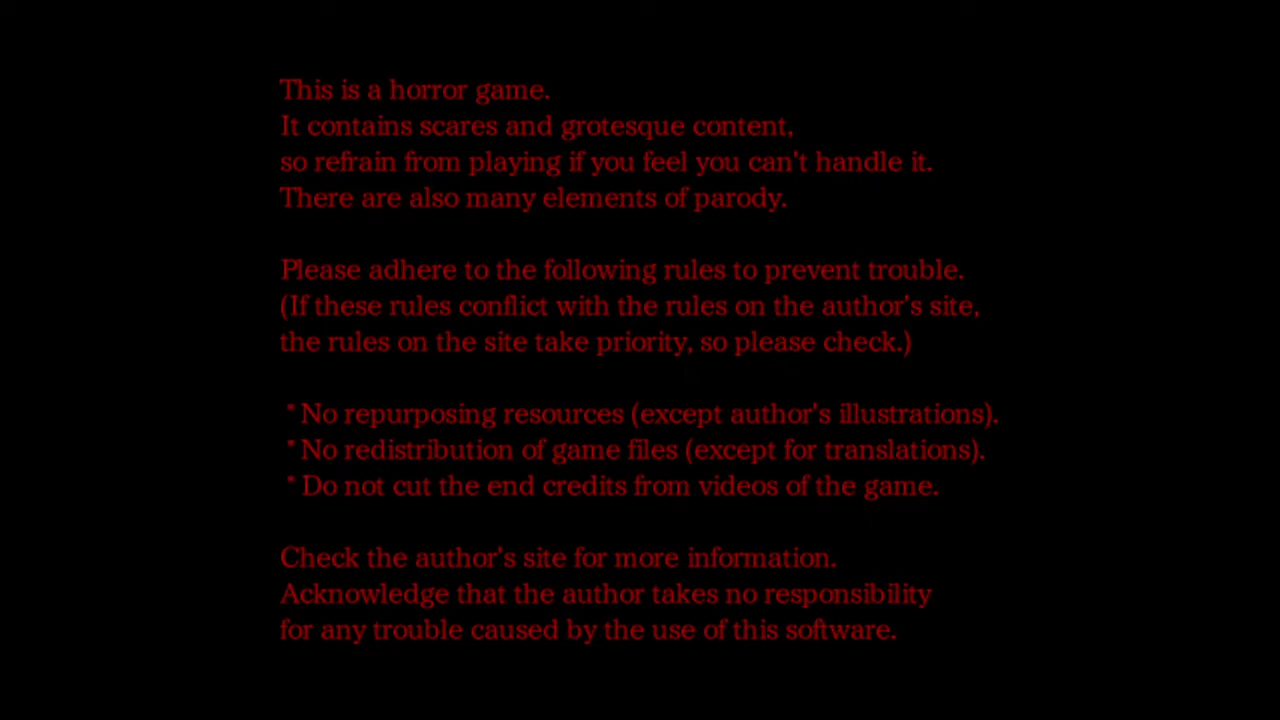 This is a horror game.
It contains scares and grotesque content,
so refrain from playing if you feel you can't handle it.
There are also many elements of parody.
Please adhere to the following rules to prevent trouble.
(If these rules conflict with the rules on the author's site,
the rules on the site take priority, so please check.)
* No repurposing resources (except author's illustrations).
* No redistribution of game files (except for translations).
* Do not cut the end credits from videos of the game.
Check the author's site for more information.
Acknowledge that the author takes no responsibility
for any trouble caused by the use of this software.